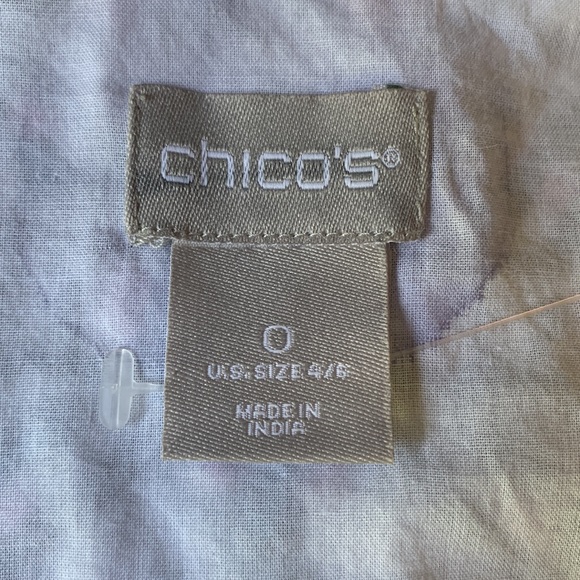 chico's®
0
U.S. SIZE 4/6
MADE IN
INDIA